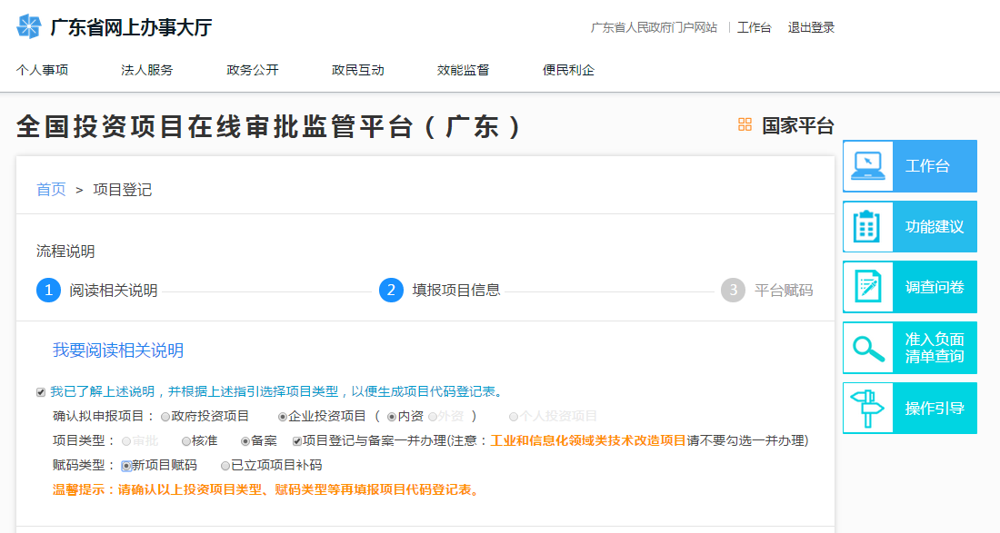 广东省网上办事大厅
广东省人民政府门户网站 | 工作台 退出登录
个人事项 法人服务 政务公开 政民互动 效能监督 便民利企
全国投资项目在线审批监管平台（广东）
国家平台
首页 > 项目登记
流程说明
1 阅读相关说明 2 填报项目信息 3 平台赋码
我要阅读相关说明
我已了解上述说明，并根据上述指引选择项目类型，以便生成项目代码登记表。
确认拟申报项目： 政府投资项目 企业投资项目（ 内资 外资 ） 个人投资项目
项目类型： 审批 核准 备案 项目登记与备案一并办理(注意：工业和信息化领域类技术改造项目请不要勾选一并办理)
赋码类型： 新项目赋码 已立项项目补码
温馨提示：请确认以上投资项目类型、赋码类型等再填报项目代码登记表。
工作台
功能建议
调查问卷
准入负面
清单查询
操作引导